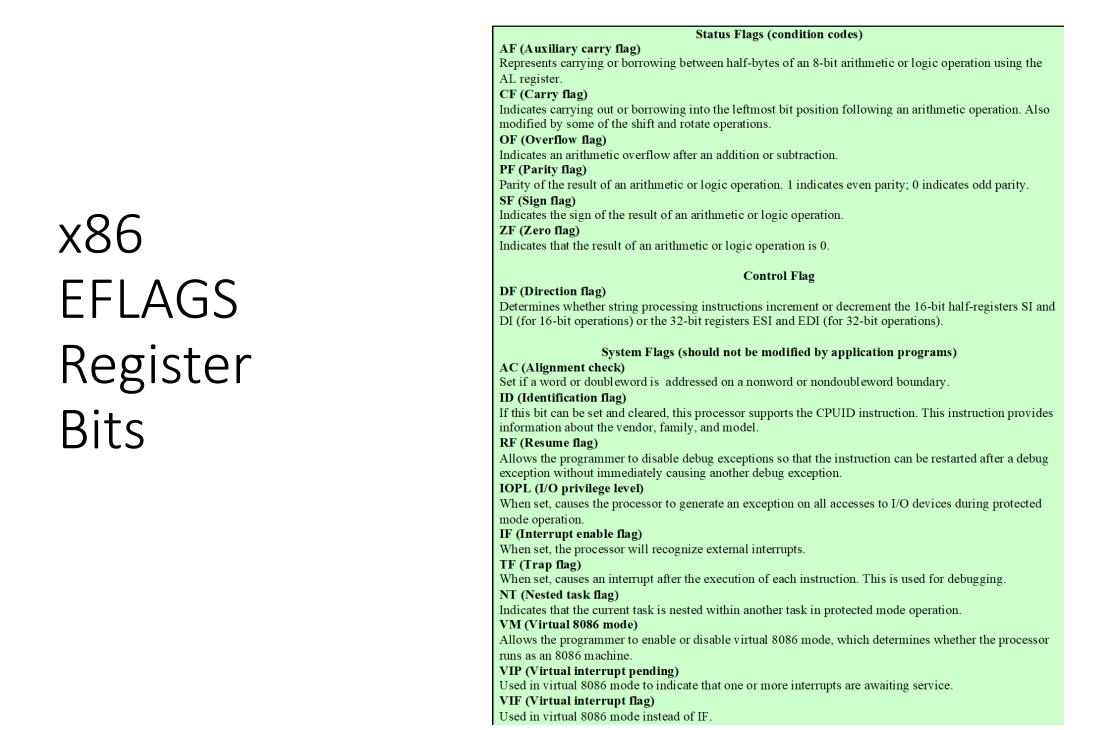 x86
EFLAGS
Register
Bits
Status Flags (condition codes)
AF (Auxiliary carry flag)
Represents carrying or borrowing between half-bytes of an 8-bit arithmetic or logic operation using the
AL register.
CF (Carry flag)
Indicates carrying out or borrowing into the leftmost bit position following an arithmetic operation. Also
modified by some of the shift and rotate operations.
OF (Overflow flag)
Indicates an arithmetic overflow after an addition or subtraction.
PF (Parity flag)
Parity of the result of an arithmetic or logic operation. 1 indicates even parity; 0 indicates odd parity.
SF (Sign flag)
Indicates the sign of the result of an arithmetic or logic operation.
ZF (Zero flag)
Indicates that the result of an arithmetic or logic operation is 0.
Control Flag
DF (Direction flag)
Determines whether string processing instructions increment or decrement the 16-bit half-registers SI and
DI (for 16-bit operations) or the 32-bit registers ESI and EDI (for 32-bit operations).
System Flags (should not be modified by application programs)
AC (Alignment check)
Set if a word or doubleword is addressed on a nonword or nondoubleword boundary.
ID (Identification flag)
If this bit can be set and cleared, this processor supports the CPUID instruction. This instruction provides
information about the vendor, family, and model.
RF (Resume flag)
Allows the programmer to disable debug exceptions so that the instruction can be restarted after a debug
exception without immediately causing another debug exception.
IOPL (I/O privilege level)
When set, causes the processor to generate an exception on all accesses to I/O devices during protected
mode operation.
IF (Interrupt enable flag)
When set, the processor will recognize external interrupts.
TF (Trap flag)
When set, causes an interrupt after the execution of each instruction. This is used for debugging.
NT (Nested task flag)
Indicates that the current task is nested within another task in protected mode operation.
VM (Virtual 8086 mode)
Allows the programmer to enable or disable virtual 8086 mode, which determines whether the processor
runs as an 8086 machine.
VIP (Virtual interrupt pending)
Used in virtual 8086 mode to indicate that one or more interrupts are awaiting service.
VIF (Virtual interrupt flag)
Used in virtual 8086 mode instead of IF.